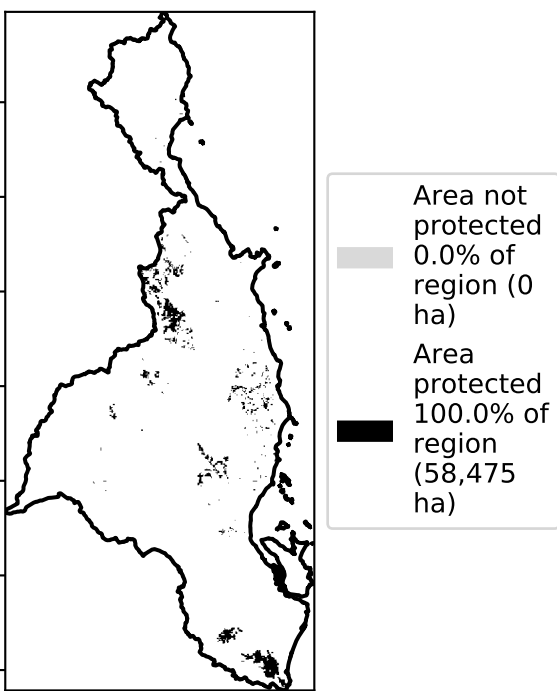 Area not
protected
0.0% of
region (0
ha)
Area
protected
100.0% of
region
(58,475
ha)